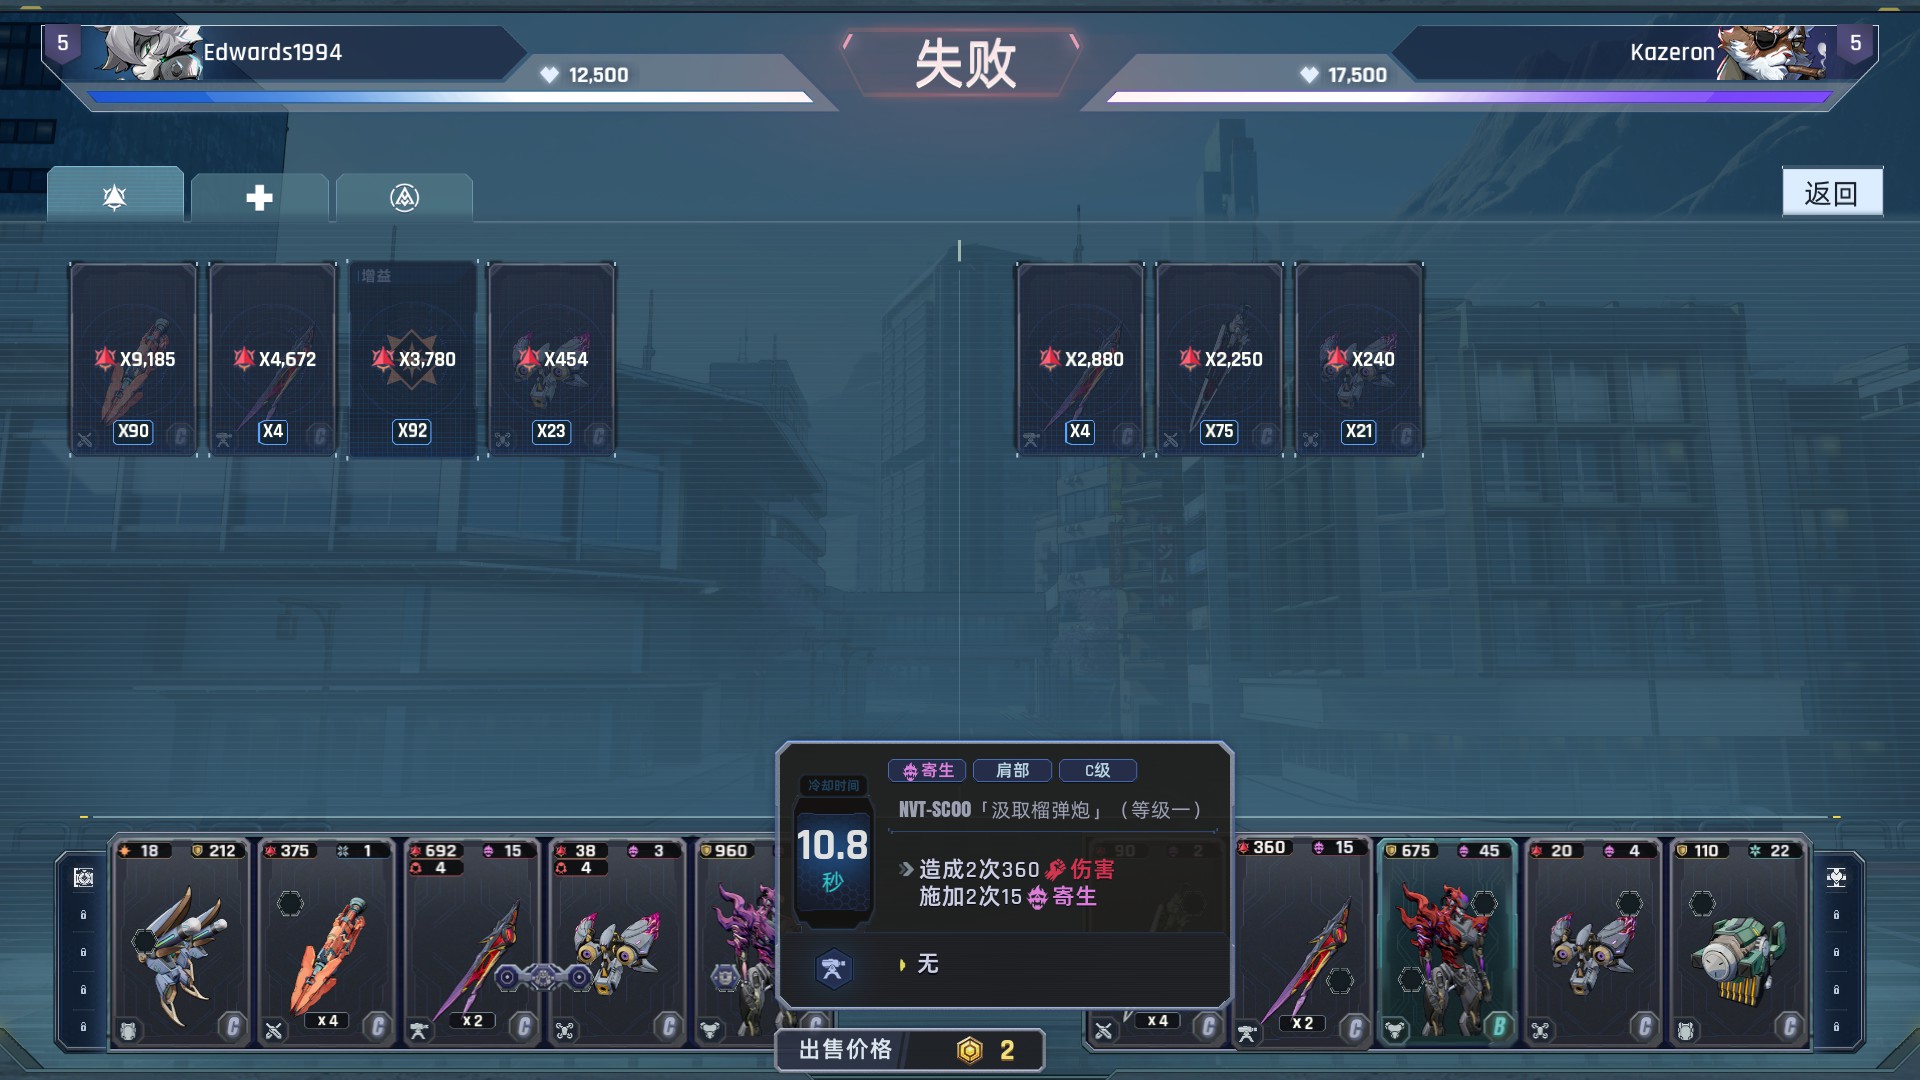 5
Edwards1994
12,500
失败
17,500
Kazeron
5
返回
增益
X9,185
X4,672
X3,780
X454
X2,880
X2,250
X240
X90
X4
X92
X23
X4
X75
X21
C
C
C
C
C
C
寄生
肩部
C级
冷却时间
10.8
秒
NVT-SC00「汲取榴弹炮」（等级一）
造成2次360伤害
施加2次15寄生
无
18
212
375
1
692
15
4
38
3
4
960
90
2
360
15
675
45
20
4
110
22
C
x4
C
x2
C
C
C
x4
C
x2
C
B
C
C
出售价格
2